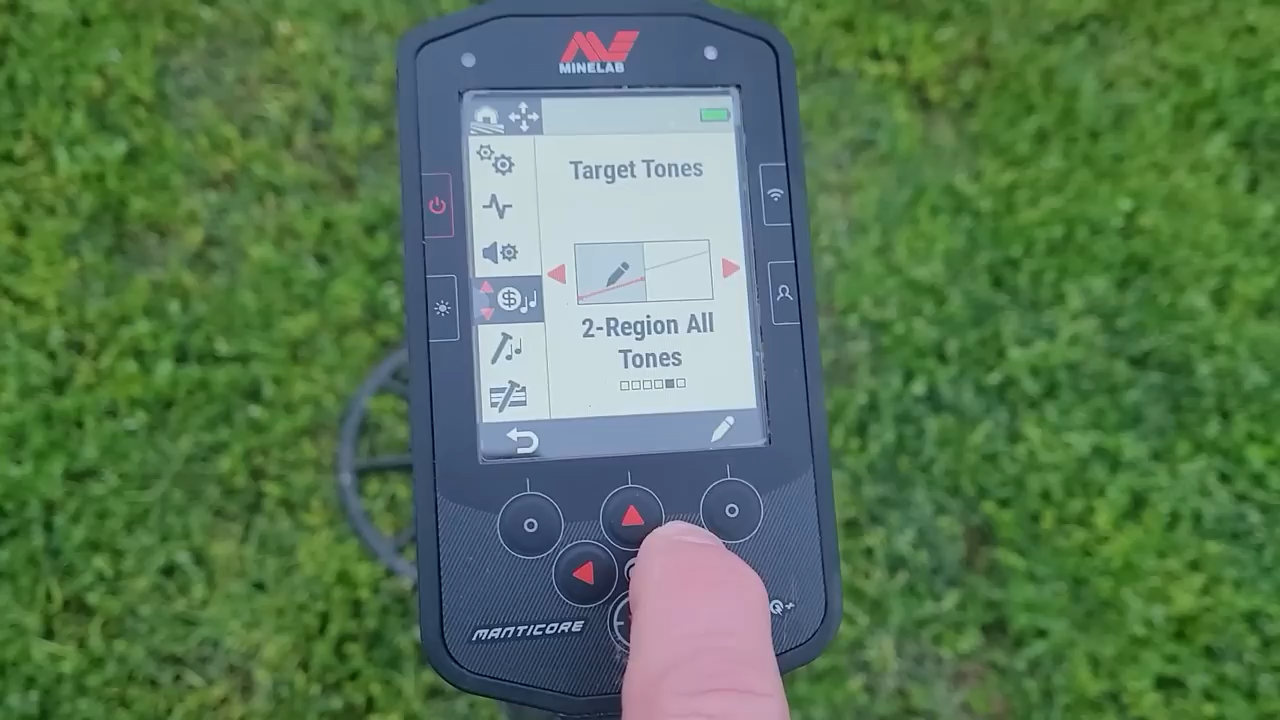 MINELAB
Target Tones
2-Region All
Tones
MANTICORE